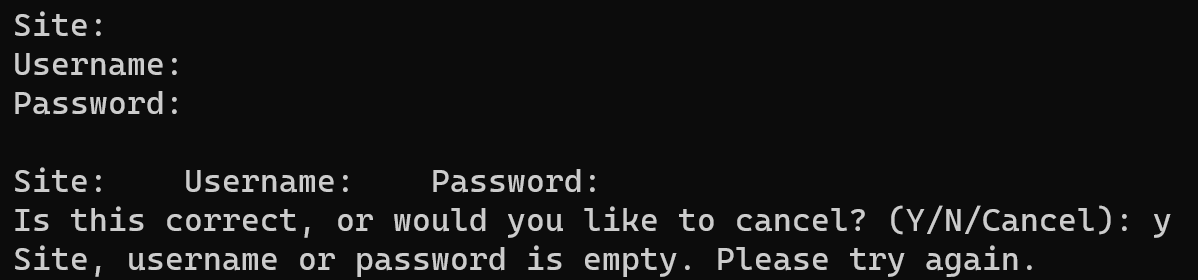 Site:
Username:
Password:
Site:    Username:    Password:
Is this correct, or would you like to cancel? (Y/N/Cancel): y
Site, username or password is empty. Please try again.